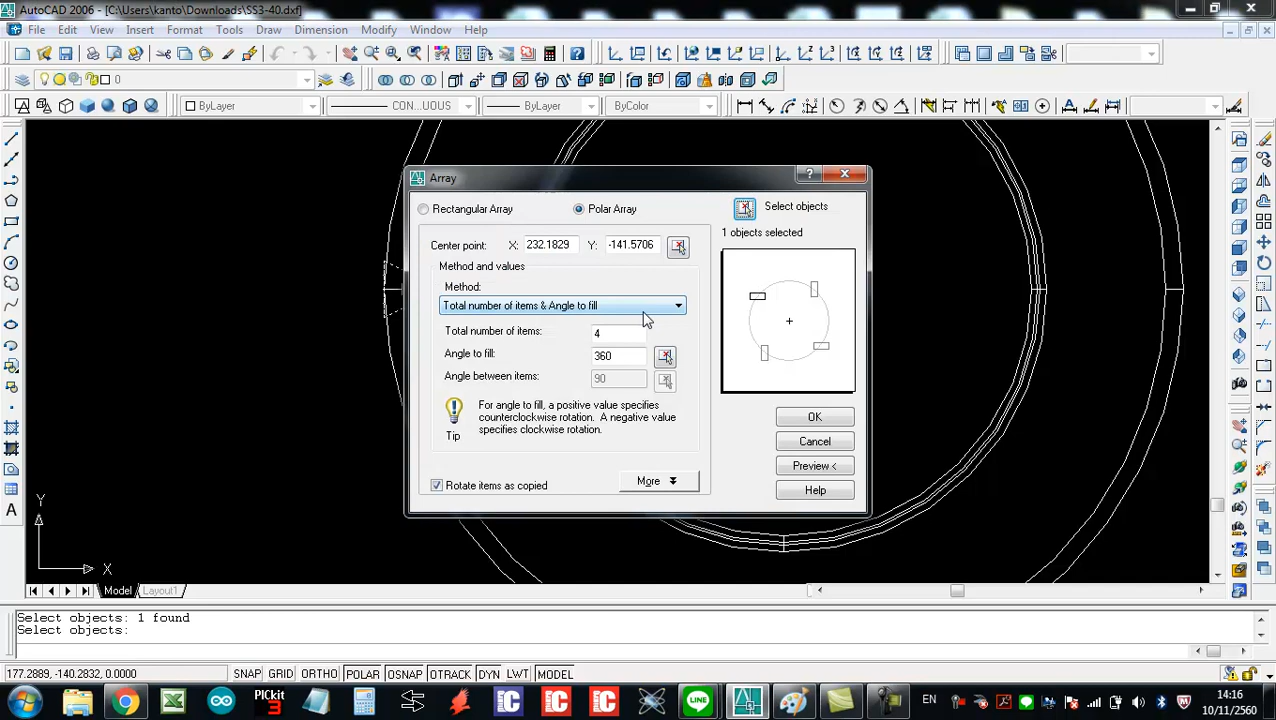 AutoCAD 2006 - [C:\Users\kanto\Downloads\SS3-40.dxf]
File Edit View Insert Format Tools Draw Dimension Modify Window Help
0
ByLayer CON...UOUS ByLayer ByColor
Array
?
Rectangular Array Polar Array Select objects
1 objects selected
Center point: X: 232.1829 Y: -141.5706
Method and values
Method:
Total number of items & Angle to fill
Total number of items: 4
Angle to fill: 360
Angle between items: 90
For angle to fill, a positive value specifies
counterclockwise rotation. A negative value
specifies clockwise rotation.
Tip
OK
Cancel
Preview <
Help
Rotate items as copied More
Y
X
Model Layout1
Select objects: 1 found
Select objects:
177.2889, -140.2832, 0.0000 SNAP GRID ORTHO POLAR OSNAP OTRACK DYN LWT MODEL
PICkit
3
LINE
EN
14:16
10/11/2560